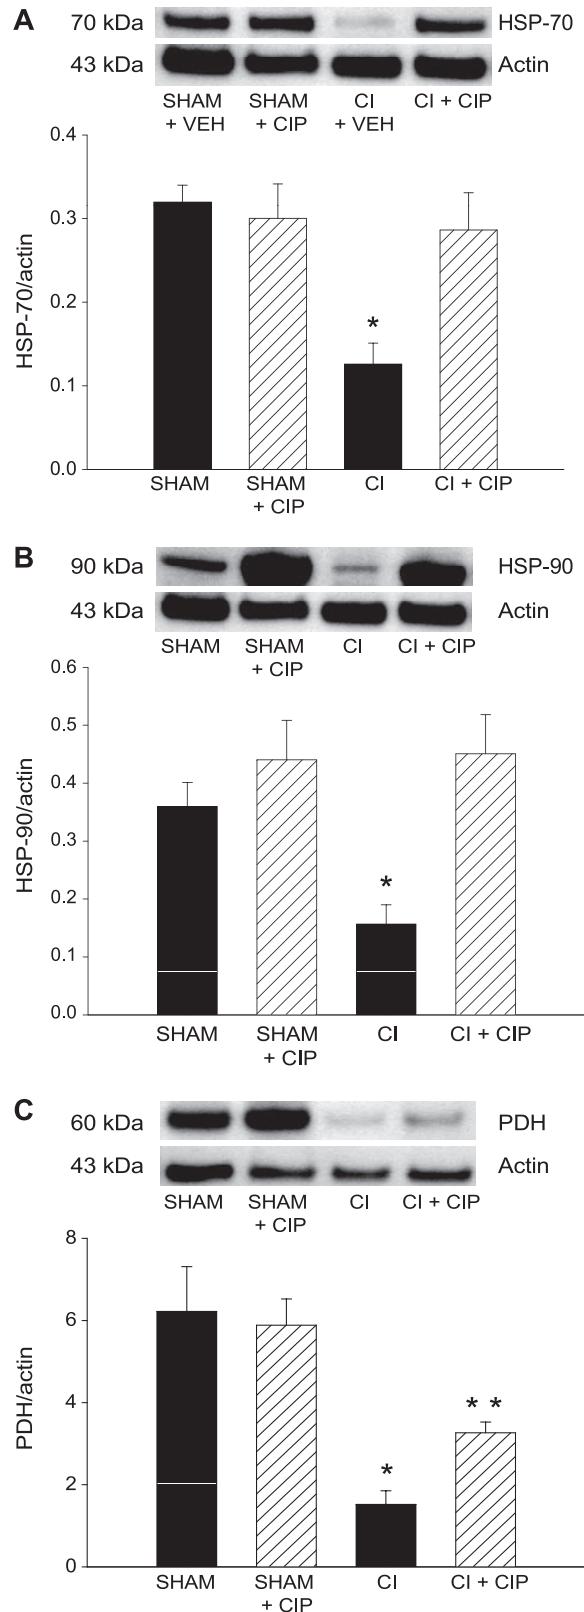 A
70 kDa HSP-70
43 kDa Actin
SHAM SHAM CI CI + CIP
+ VEH + CIP + VEH
0.4
0.3
0.2
0.1
0.0
HSP-70/actin
*
SHAM SHAM CI CI + CIP
+ CIP
B
90 kDa HSP-90
43 kDa Actin
SHAM SHAM CI CI + CIP
+ CIP
0.6
0.5
0.4
0.3
0.2
0.1
0.0
HSP-90/actin
*
SHAM SHAM CI CI + CIP
+ CIP
C
60 kDa PDH
43 kDa Actin
SHAM SHAM CI CI + CIP
+ CIP
8
6
4
2
0
PDH/actin
* *
*
SHAM SHAM CI CI + CIP
+ CIP